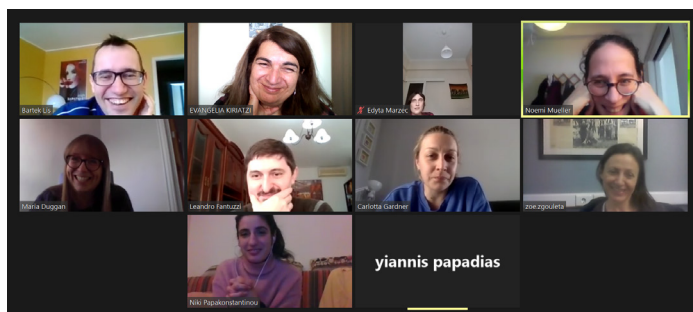 Bartek Lis
EVANGELIA KIRIATZI
Edyta Marzec
Noemi Mueller
Maria Duggan
Leandro Fantuzzi
Carlotta Gardner
zoe.zgouleta
Niki Papakonstantinou
yiannis papadias